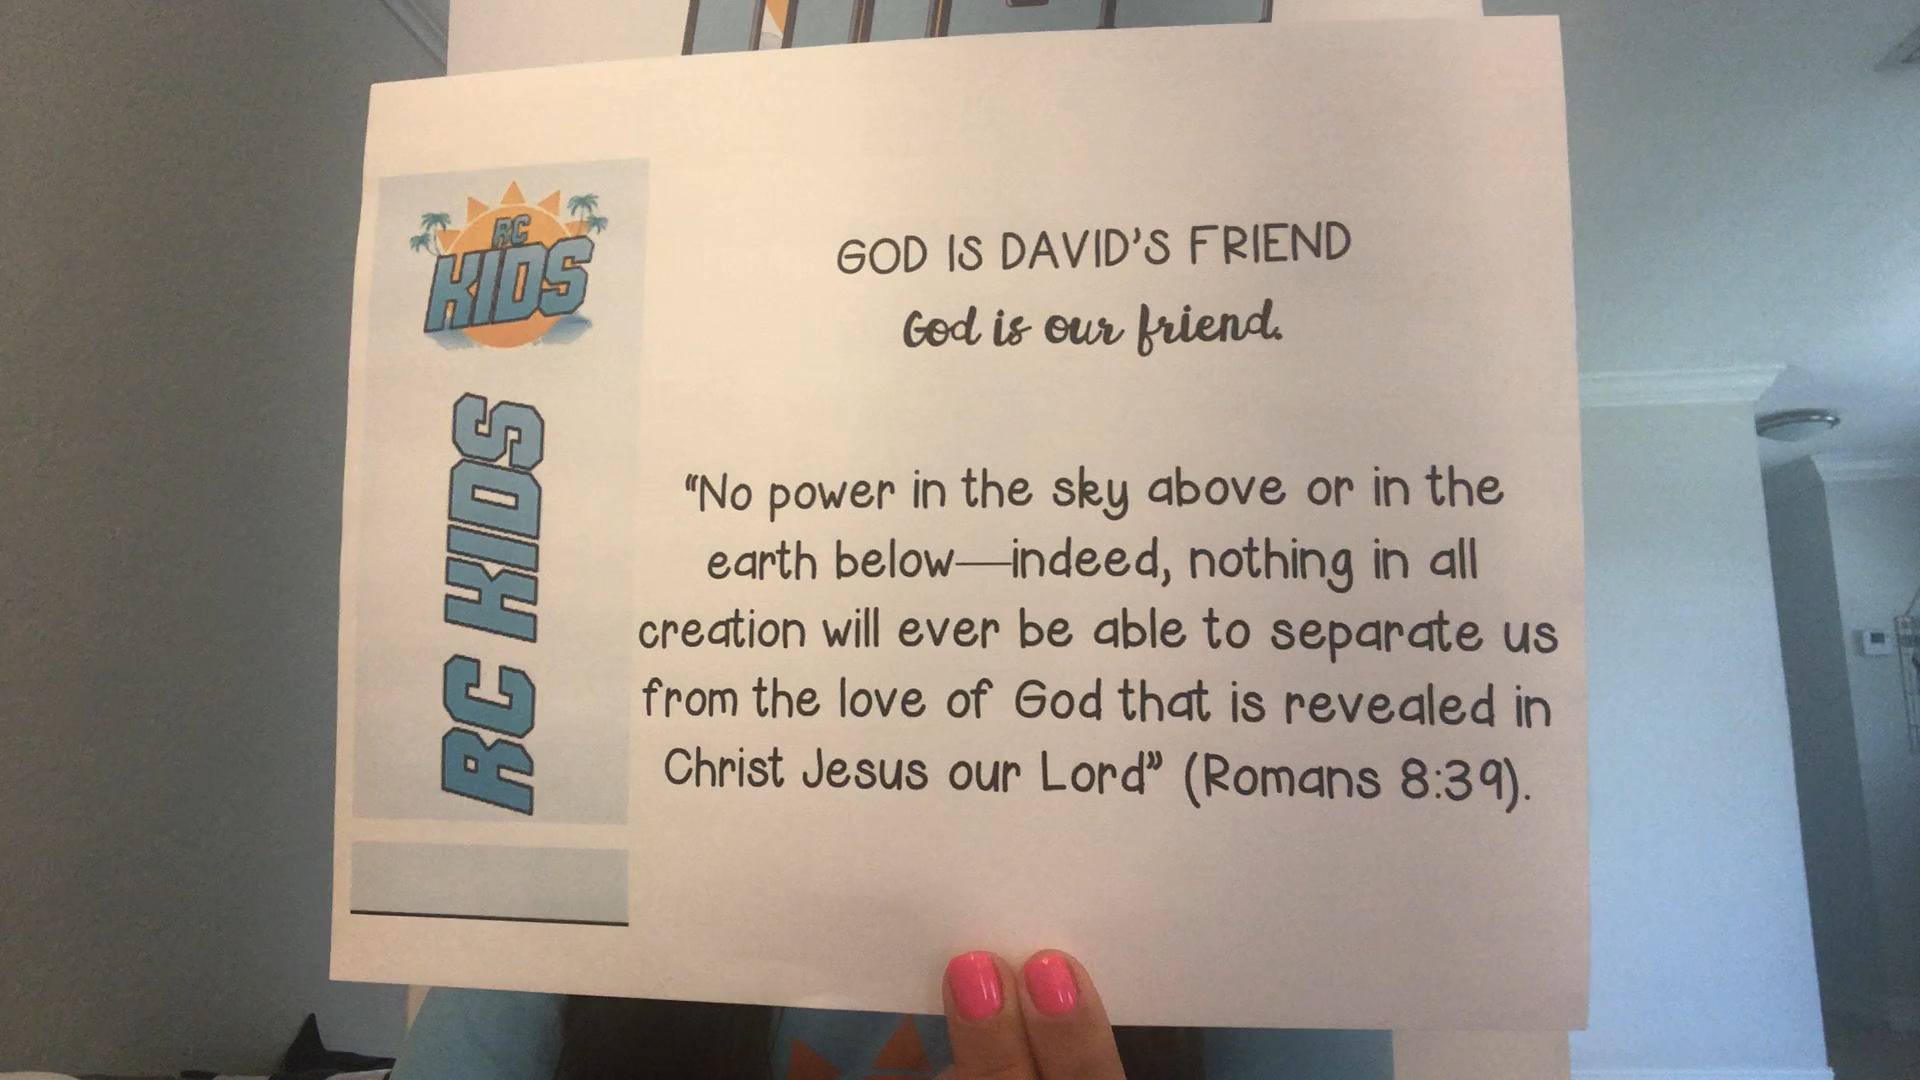 RC
KIDS
RC KIDS
GOD IS DAVID'S FRIEND
God is our friend.
“No power in the sky above or in the
earth below—indeed, nothing in all
creation will ever be able to separate us
from the love of God that is revealed in
Christ Jesus our Lord” (Romans 8:39).